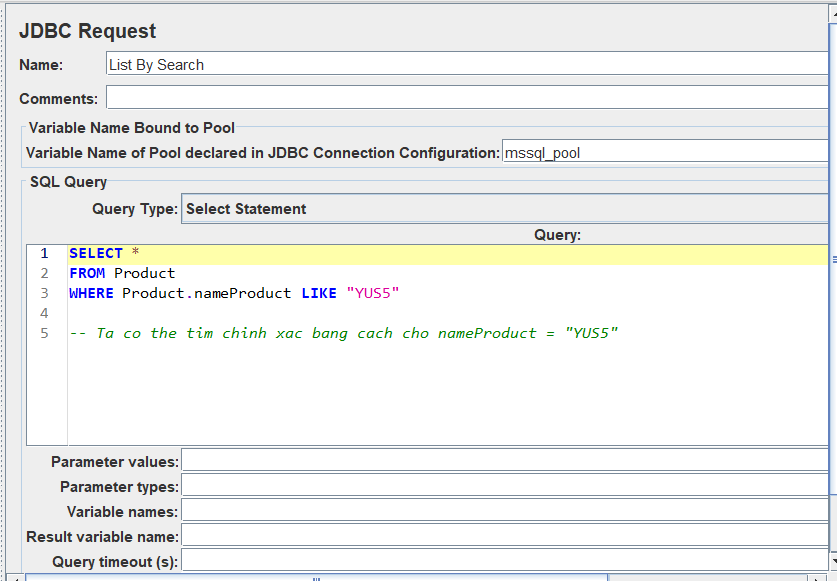 JDBC Request
Name: List By Search
Comments:
Variable Name Bound to Pool
Variable Name of Pool declared in JDBC Connection Configuration: mssql_pool
SQL Query
Query Type: Select Statement
Query:
1 SELECT *
2 FROM Product
3 WHERE Product.nameProduct LIKE "YUS5"
4
5 -- Ta co the tim chinh xac bang cach cho nameProduct = "YUS5"
Parameter values:
Parameter types:
Variable names:
Result variable name:
Query timeout (s):